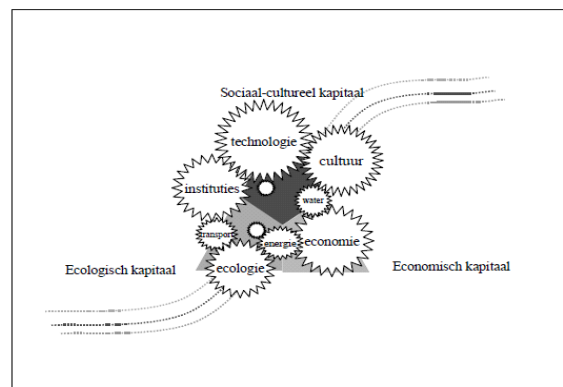 Sociaal-cultureel kapitaal
technologie
cultuur
instituties
water
transport
energie
economie
ecologie
Ecologisch kapitaal
Economisch kapitaal